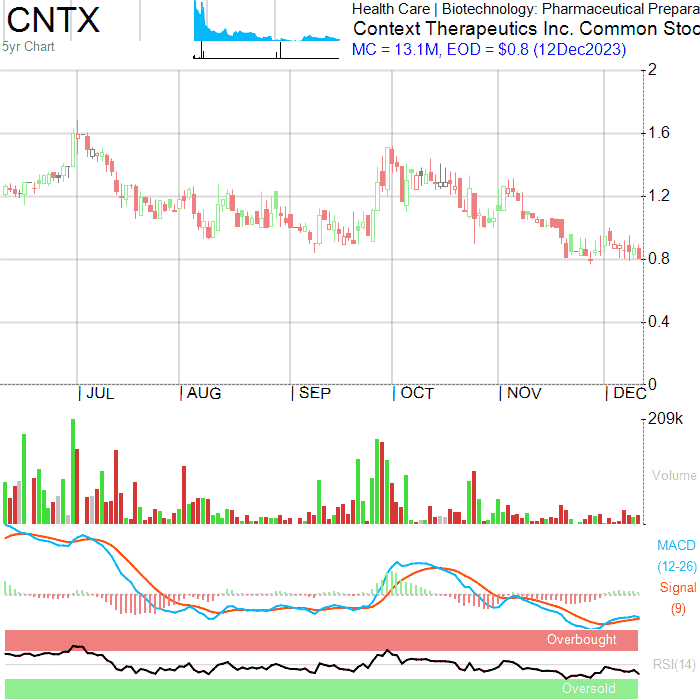 CNTX
5yr Chart
Health Care | Biotechnology: Pharmaceutical Prepara
Context Therapeutics Inc. Common Stoc
MC = 13.1M, EOD = $0.8 (12Dec2023)
2
1.6
1.2
0.8
0.4
0
JUL AUG SEP OCT NOV DEC
209k
Volume
MACD
(12-26)
Signal
(9)
Overbought
RSI(14)
Oversold